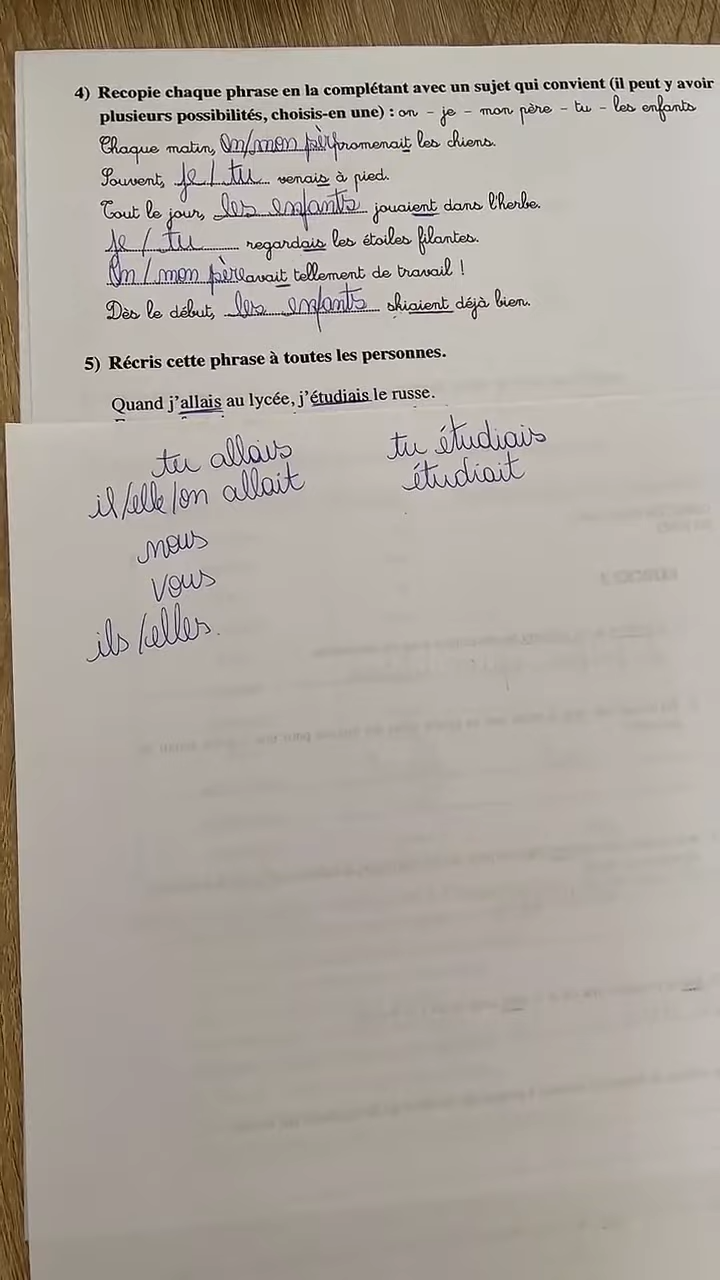 4) Recopie chaque phrase en la complétant avec un sujet qui convient (il peut y avoir
plusieurs possibilités, choisis-en une) : on - je - mon père - tu - les enfants
Chaque matin, On/mon père promenait les chiens.
Souvent, je / tu venais à pied.
Tout le jour, les enfants jouaient dans l'herbe.
Je / tu regardais les étoiles filantes.
On / mon père avait tellement de travail !
Dès le début, les enfants skiaient déjà bien.
5) Récris cette phrase à toutes les personnes.
Quand j'allais au lycée, j'étudiais le russe.
tu allais tu étudiais
il/elle/on allait étudiait
nous
vous
ils/elles.